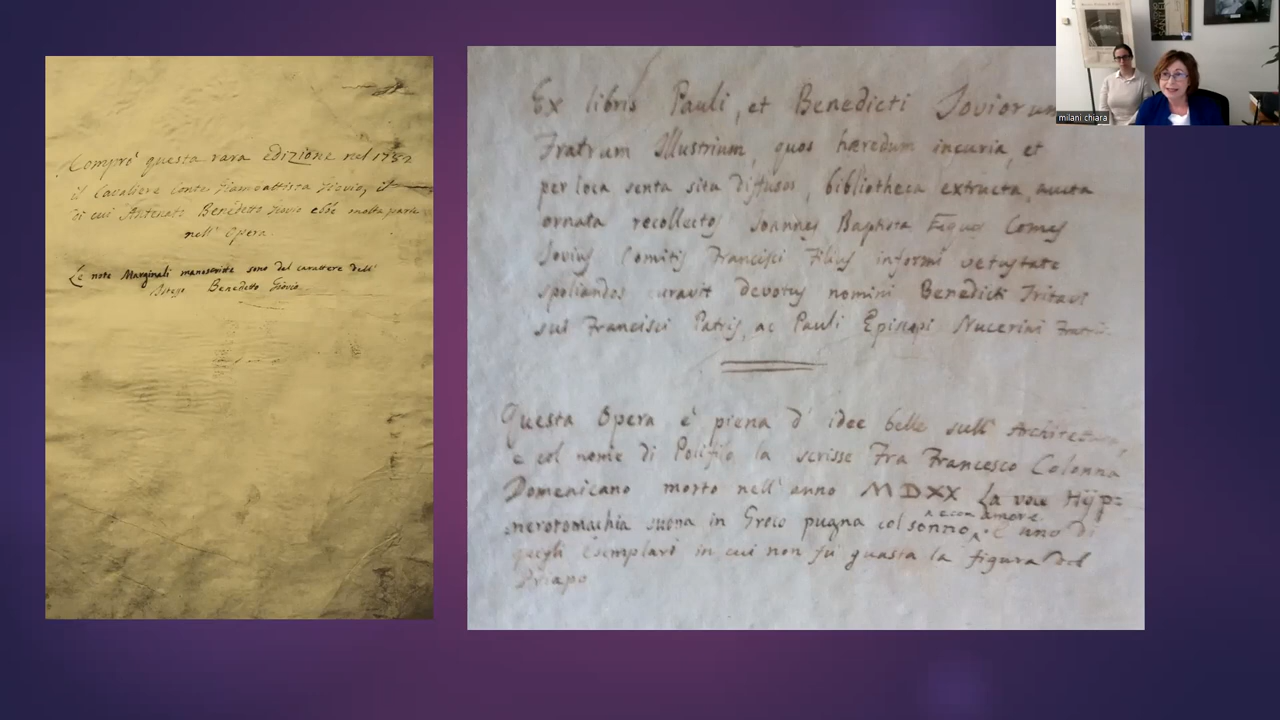 Comprò questa rara Edizione nel 1752
il Cavaliere Conte Giambattista Giovio, il
di cui Antenato Benedetto Giovio ebbe molta parte
nell' Opera.
Le note Marginali manoscritte sono del carattere dell'
stesso Benedetto Giovio.
Ex libris Pauli, et Benedicti Joviorum
Fratrum Illustrium, quos hæredum incuria, et
per loca senta situ diffusos, bibliotheca extructa, aucta
ornata recollectos Joannes Baptista Eques Comes
Jovius Comitis Francisci Filius informi vetustate
spoliandos curavit devotus nomini Benedicti Tritavi
sui Francisci Patris, ac Pauli Episcopi Nucerini Fratris
Questa Opera è piena d' idee belle sull' Architettura,
e col nome di Polifilo la scrisse Fra Francesco Colonna
Domenicano morto nell' anno MDXX La voce Hÿp=
nerotomachia suona in Greco pugna col sonno, e con amore. È uno di
quegli Esemplari in cui non fù guasta la figura del
Priapo
milani chiara